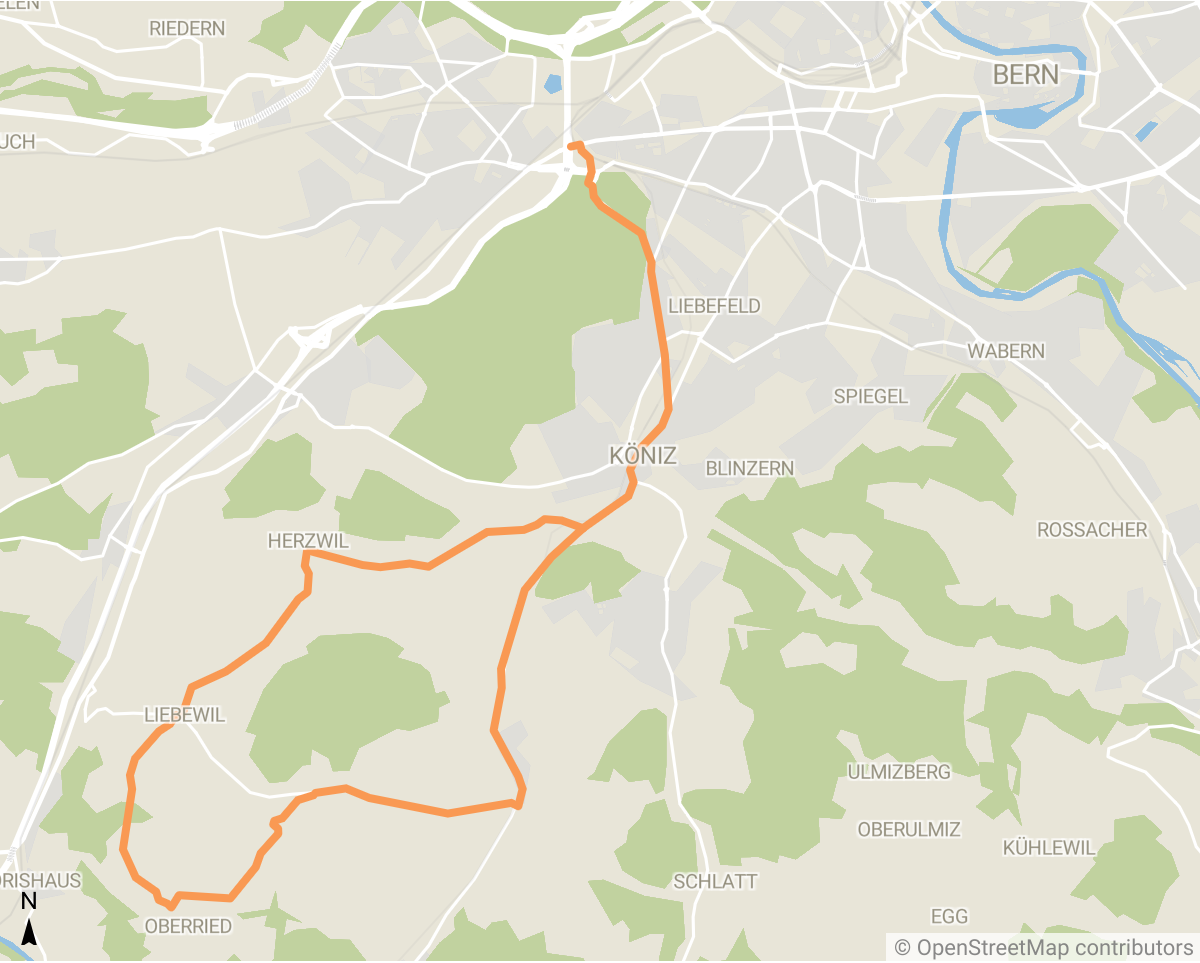 ELEN
RIEDERN
BERN
UCH
LIEBEFELD
WABERN
SPIEGEL
KÖNIZ
BLINZERN
ROSSACHER
HERZWIL
LIEBEWIL
ULMIZBERG
OBERULMIZ
KÜHLEWIL
ORISHAUS
SCHLATT
N
OBERRIED
EGG
© OpenStreetMap contributors